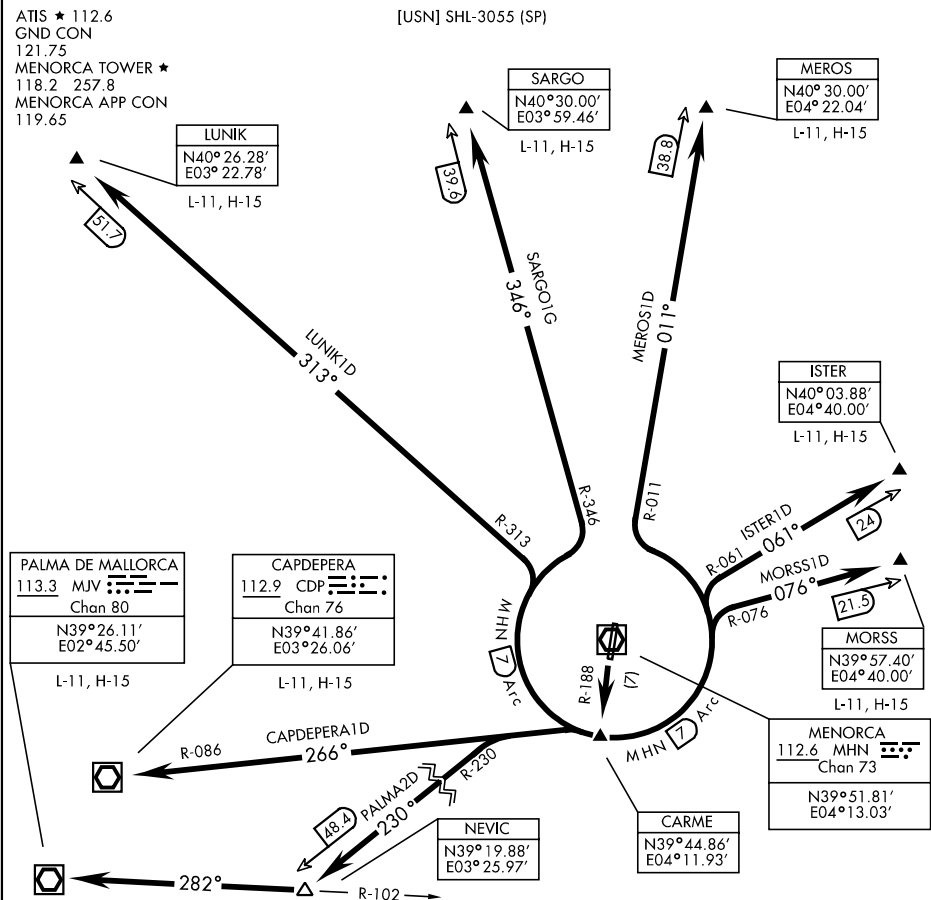 ATIS ★ 112.6
GND CON
121.75
MENORCA TOWER ★
118.2 257.8
MENORCA APP CON
119.65
[USN] SHL-3055 (SP)
LUNIK
N40° 26.28′
E03° 22.78′
L-11, H-15
SARGO
N40° 30.00′
E03° 59.46′
L-11, H-15
MEROS
N40° 30.00′
E04° 22.04′
L-11, H-15
51.7
39.6
38.8
LUNIK1D
313°
SARGO1G
346°
MEROS1D
011°
ISTER
N40° 03.88′
E04° 40.00′
L-11, H-15
R-313
R-346
R-011
R-061
ISTER1D
061°
24
R-076
MORSS1D
076°
21.5
MORSS
N39° 57.40′
E04° 40.00′
L-11, H-15
PALMA DE MALLORCA
113.3 MJV
Chan 80
N39° 26.11′
E02° 45.50′
L-11, H-15
CAPDEPERA
112.9 CDP
Chan 76
N39° 41.86′
E03° 26.06′
L-11, H-15
MHN 7 Arc
R-188
(7)
MHN 7 Arc
MENORCA
112.6 MHN
Chan 73
N39° 51.81′
E04° 13.03′
R-086
CAPDEPERA1D
266°
R-230
PALMA2D
230°
48.4
NEVIC
N39° 19.88′
E03° 25.97′
CARME
N39° 44.86′
E04° 11.93′
282°
R-102